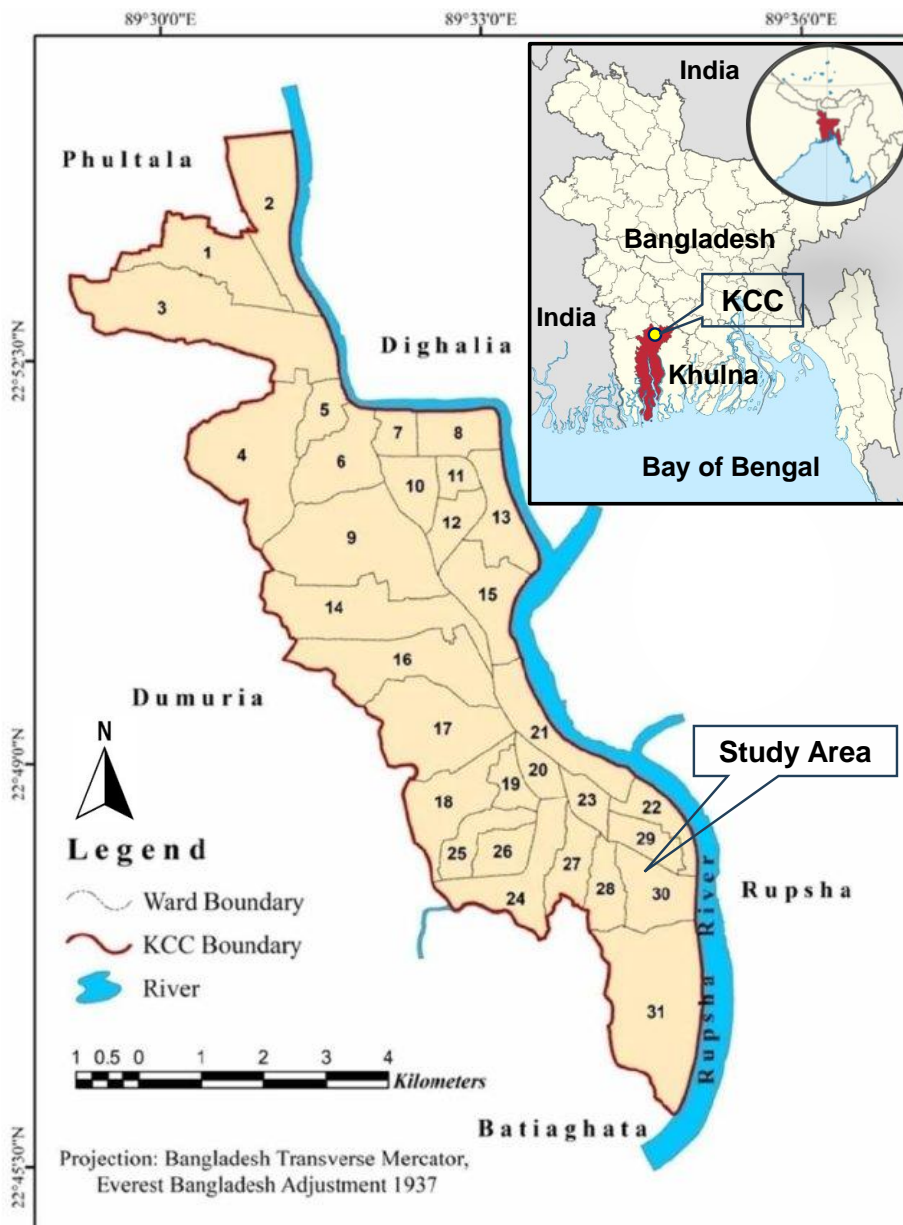 89°30'0"E
89°33'0"E
89°36'0"E
India
Phultala
2
Bangladesh
1
KCC
3
India
22°52'30"N
Dighalia
Khulna
5
7
8
4
6
11
Bay of Bengal
10
13
12
9
15
14
16
Dumuria
17
21
N
22°49'0"N
Study Area
20
19
23
18
22
29
Legend
25
26
27
28
30
Rupsha
24
Ward Boundary
KCC Boundary
River
31
Rupsha River
1 0.5 0 1 2 3 4
Kilometers
Batiaghata
22°45'30"N
Projection: Bangladesh Transverse Mercator,
Everest Bangladesh Adjustment 1937